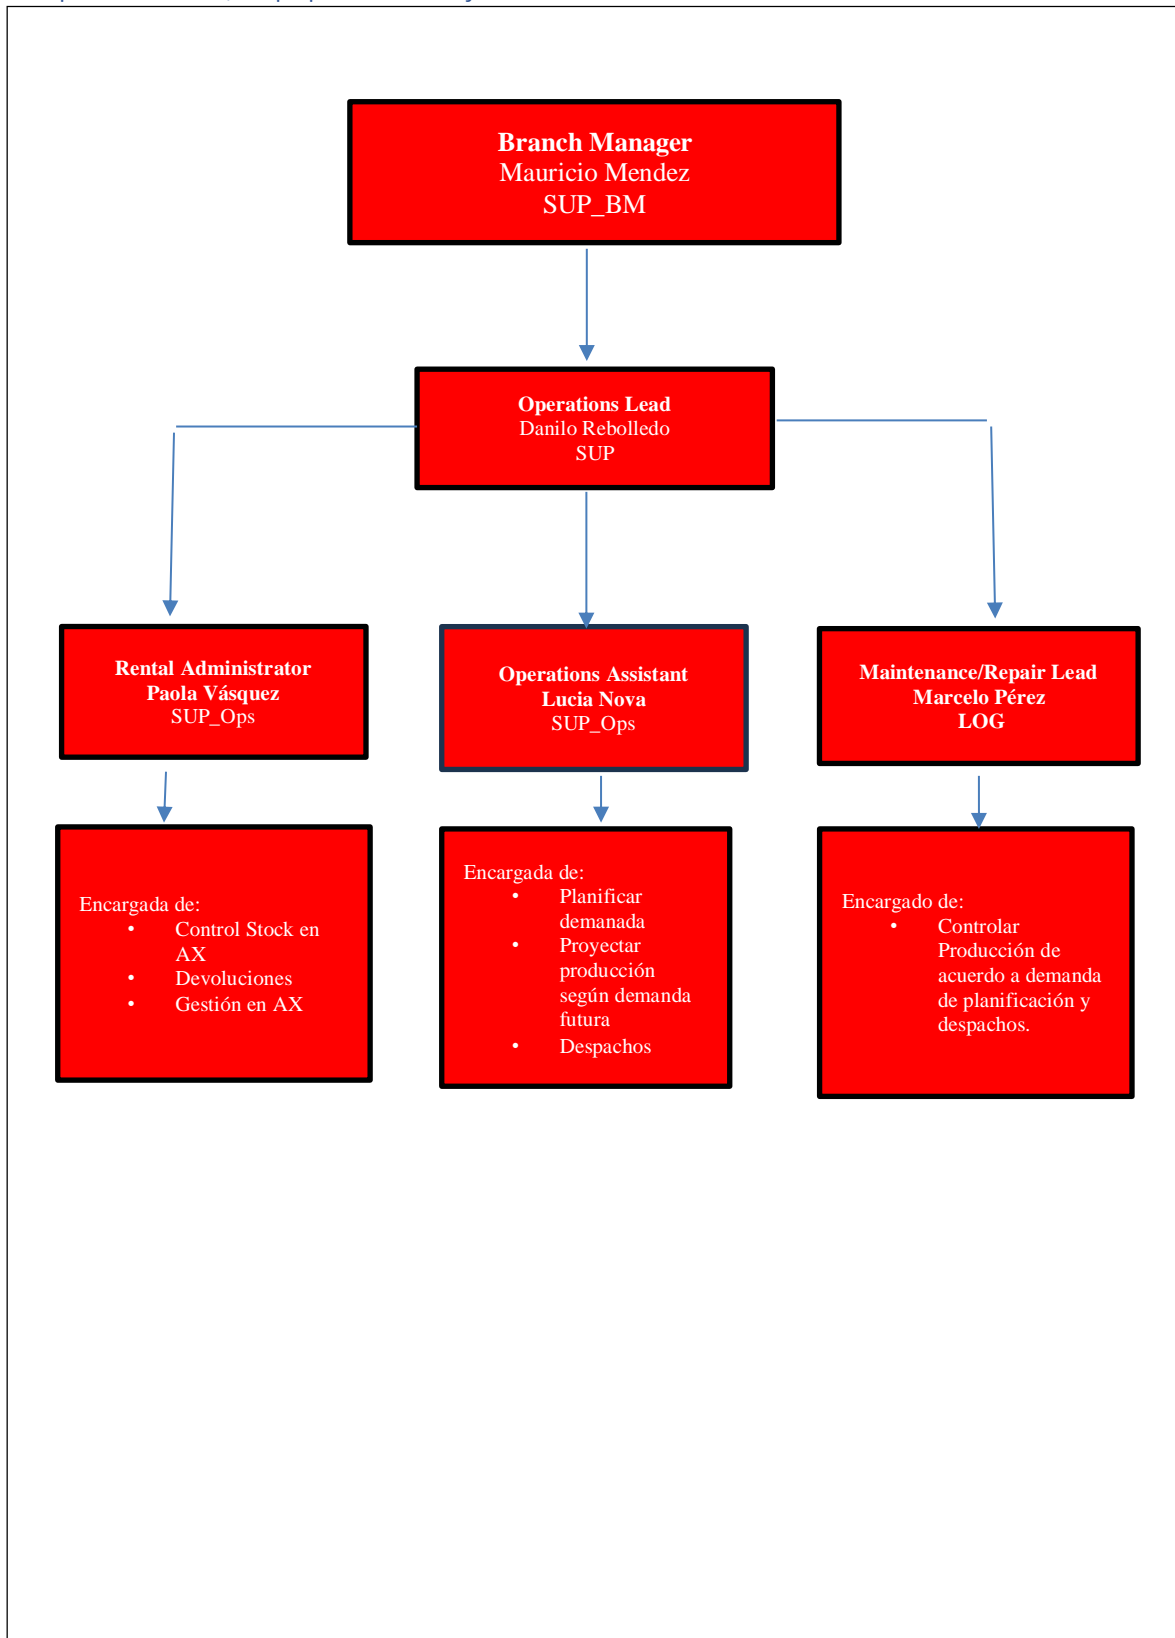 Branch Manager
Mauricio Mendez
SUP_BM
Operations Lead
Danilo Rebolledo
SUP
Rental Administrator
Paola Vásquez
SUP_Ops
Operations Assistant
Lucia Nova
SUP_Ops
Maintenance/Repair Lead
Marcelo Pérez
LOG
Encargada de:
• Control Stock en
AX
• Devoluciones
• Gestión en AX
Encargada de:
• Planificar
demanada
• Proyectar
producción
según demanda
futura
• Despachos
Encargado de:
• Controlar
Producción de
acuerdo a demanda
de planificación y
despachos.